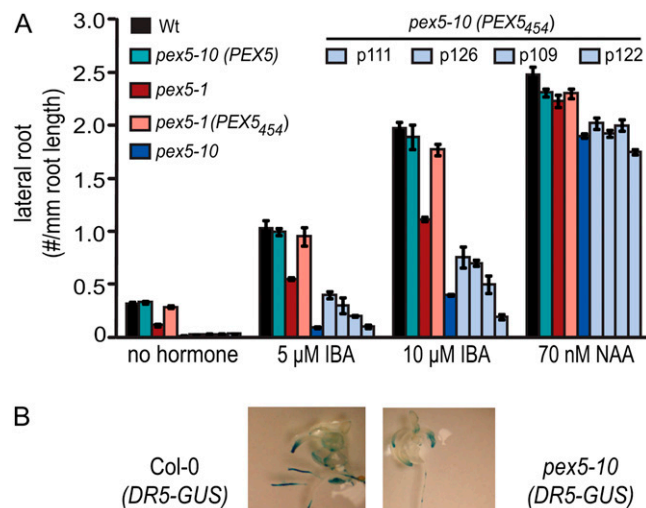 A
pex5-10 (PEX5454)
Wt
pex5-10 (PEX5)
pex5-1
pex5-1(PEX5454)
pex5-10
p111 p126 p109 p122
lateral root
(#/mm root length)
3.0
2.5
2.0
1.5
1.0
0.5
0
no hormone 5 µM IBA 10 µM IBA 70 nM NAA
B
Col-0
(DR5-GUS)
pex5-10
(DR5-GUS)